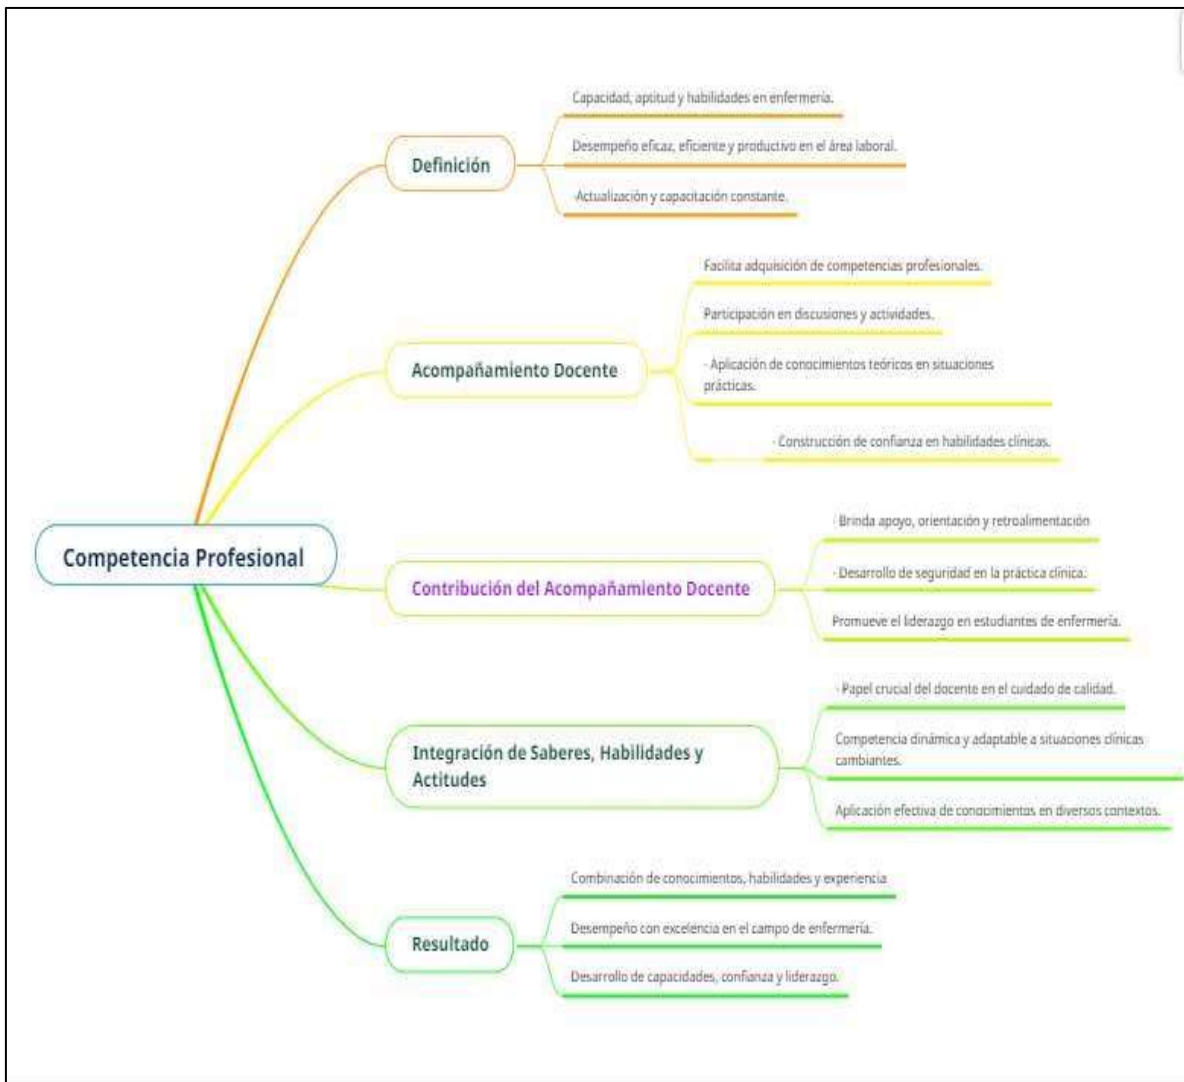 Competencia Profesional
Definición
Capacidad, aptitud y habilidades en enfermería.
Desempeño eficaz, eficiente y productivo en el área laboral.
-Actualización y capacitación constante.
Acompañamiento Docente
Facilita adquisición de competencias profesionales.
Participación en discusiones y actividades.
- Aplicación de conocimientos teóricos en situaciones
prácticas.
- Construcción de confianza en habilidades clínicas.
Contribución del Acompañamiento Docente
- Brinda apoyo, orientación y retroalimentación
- Desarrollo de seguridad en la práctica clínica.
Promueve el liderazgo en estudiantes de enfermería.
Integración de Saberes, Habilidades y
Actitudes
- Papel crucial del docente en el cuidado de calidad.
Competencia dinámica y adaptable a situaciones clínicas
cambiantes.
Aplicación efectiva de conocimientos en diversos contextos.
Resultado
Combinación de conocimientos, habilidades y experiencia
Desempeño con excelencia en el campo de enfermería.
Desarrollo de capacidades, confianza y liderazgo.